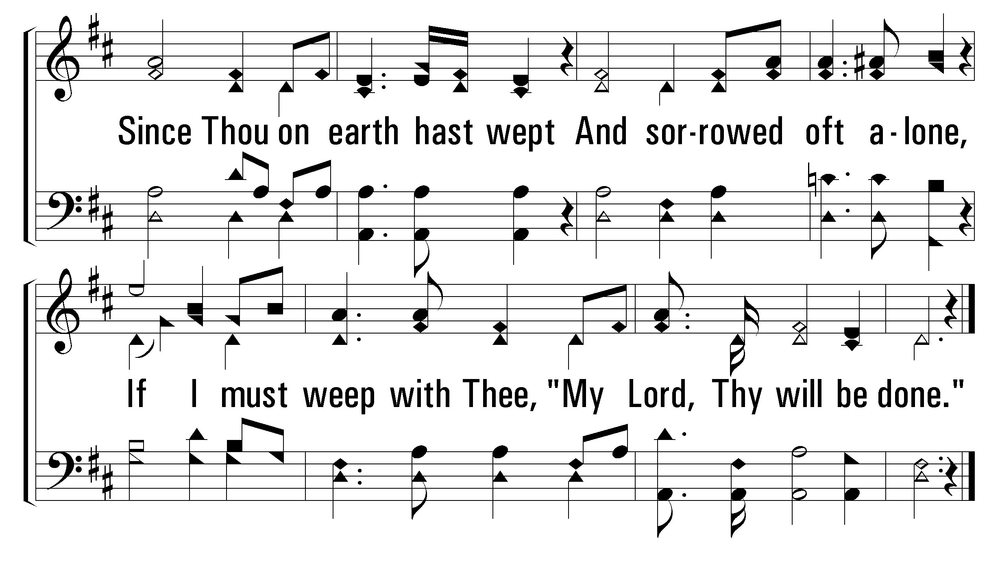 Since Thou on earth hast wept And sor-rowed oft a-lone,
If I must weep with Thee, "My Lord, Thy will be done."